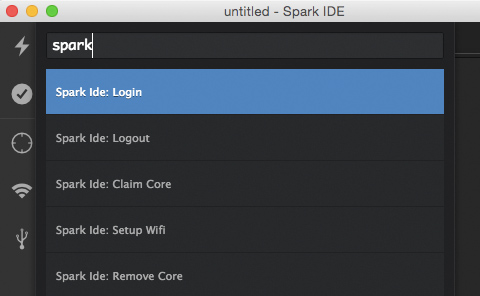 untitled - Spark IDE
spark
Spark Ide: Login
Spark Ide: Logout
Spark Ide: Claim Core
Spark Ide: Setup Wifi
Spark Ide: Remove Core